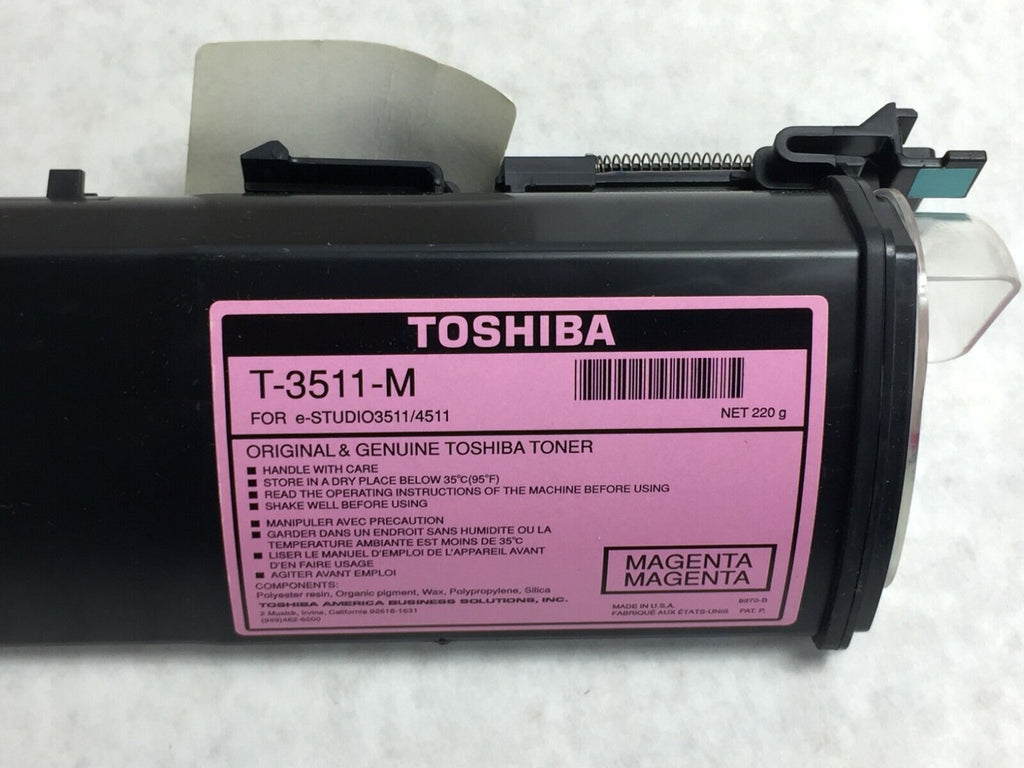 TOSHIBA
T-3511-M
FOR e-STUDIO3511/4511
NET 220 g
ORIGINAL & GENUINE TOSHIBA TONER
■ HANDLE WITH CARE
■ STORE IN A DRY PLACE BELOW 35°C(95°F)
■ READ THE OPERATING INSTRUCTIONS OF THE MACHINE BEFORE USING
■ SHAKE WELL BEFORE USING
■ MANIPULER AVEC PRECAUTION
■ GARDER DANS UN ENDROIT SANS HUMIDITE OU LA
TEMPERATURE AMBIANTE EST MOINS DE 35°C
■ LISER LE MANUEL D'EMPLOI DE L'APPAREIL AVANT
D'EN FAIRE USAGE
■ AGITER AVANT EMPLOI
MAGENTA
MAGENTA
COMPONENTS:
Polyester resin, Organic pigment, Wax, Polypropylene, Silica
TOSHIBA AMERICA BUSINESS SOLUTIONS, INC.
2 Musick, Irvine, California 92618-1631
(949)462-6000
MADE IN U.S.A.
FABRIQUÉ AUX ÉTATS-UNIS
8970-B
PAT. P.